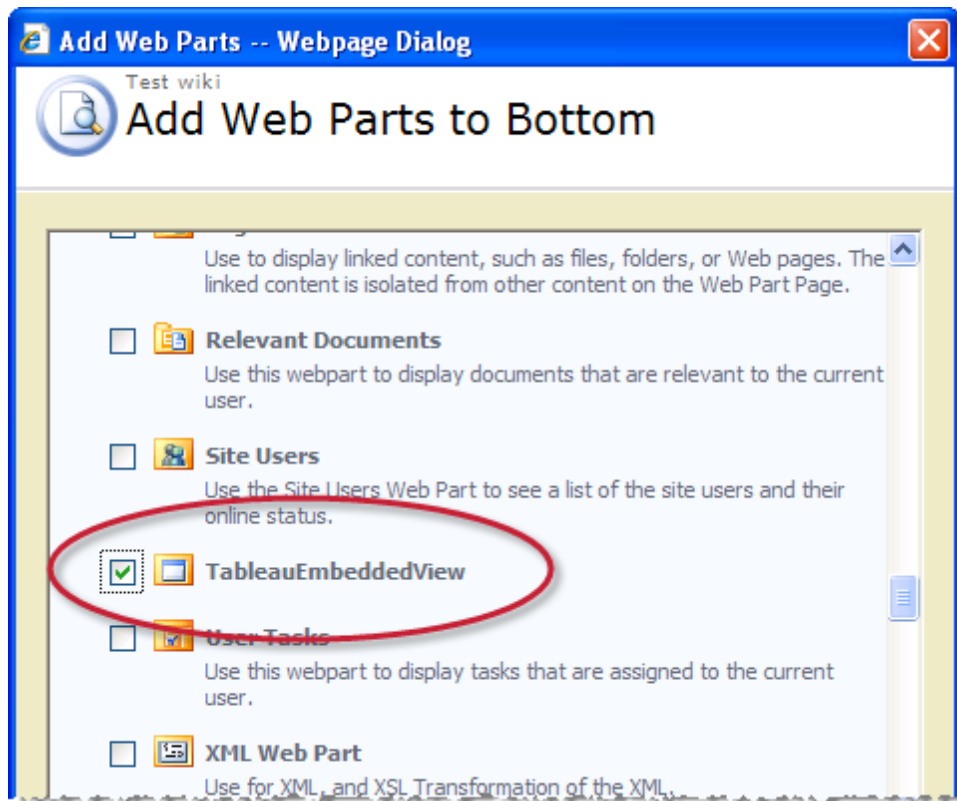 Add Web Parts -- Webpage Dialog
Test wiki
Add Web Parts to Bottom
Use to display linked content, such as files, folders, or Web pages. The
linked content is isolated from other content on the Web Part Page.
Relevant Documents
Use this webpart to display documents that are relevant to the current
user.
Site Users
Use the Site Users Web Part to see a list of the site users and their
online status.
TableauEmbeddedView
User Tasks
Use this webpart to display tasks that are assigned to the current
user.
XML Web Part
Use for XML, and XSL Transformation of the XML.